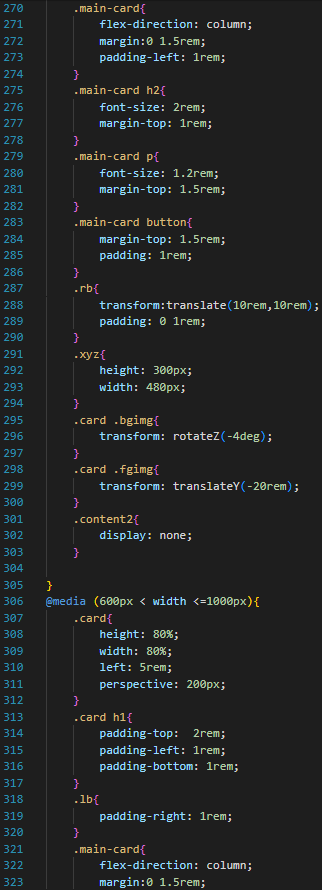 270 .main-card{
271 flex-direction: column;
272 margin:0 1.5rem;
273 padding-left: 1rem;
274 }
275 .main-card h2{
276 font-size: 2rem;
277 margin-top: 1rem;
278 }
279 .main-card p{
280 font-size: 1.2rem;
281 margin-top: 1.5rem;
282 }
283 .main-card button{
284 margin-top: 1.5rem;
285 padding: 1rem;
286 }
287 .rb{
288 transform:translate(10rem,10rem);
289 padding: 0 1rem;
290 }
291 .xyz{
292 height: 300px;
293 width: 480px;
294 }
295 .card .bgimg{
296 transform: rotateZ(-4deg);
297 }
298 .card .fgimg{
299 transform: translateY(-20rem);
300 }
301 .content2{
302 display: none;
303 }
304
305 }
306 @media (600px < width <=1000px){
307 .card{
308 height: 80%;
309 width: 80%;
310 left: 5rem;
311 perspective: 200px;
312 }
313 .card h1{
314 padding-top:  2rem;
315 padding-left: 1rem;
316 padding-bottom: 1rem;
317 }
318 .lb{
319 padding-right: 1rem;
320 }
321 .main-card{
322 flex-direction: column;
323 margin:0 1.5rem;